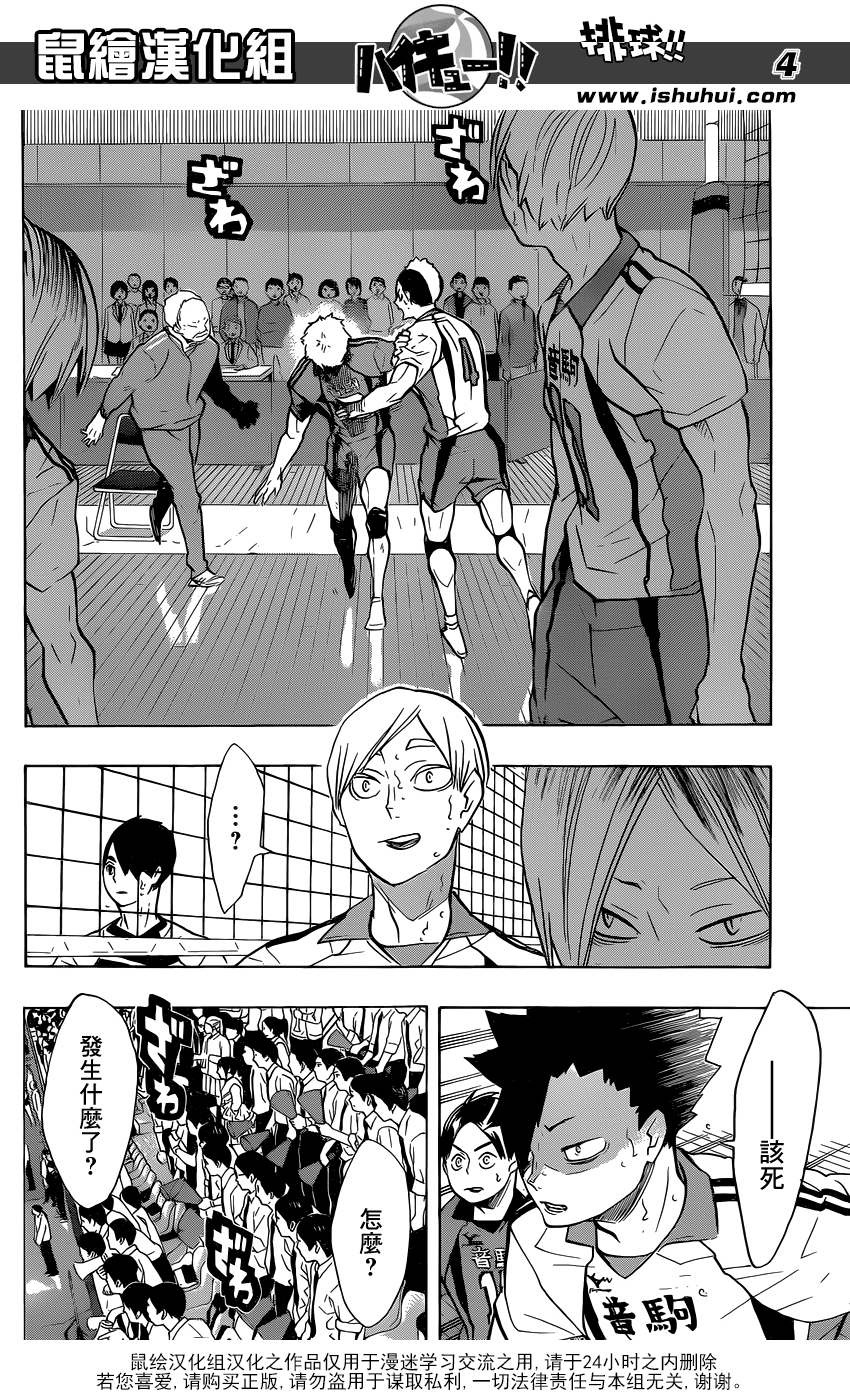 鼠繪漢化組
ハイキュー!!
排球!!
4
www.ishuhui.com
ざわ
ざわ
音駒
…?
——該死
音駒
1
音駒
ざわ
發生什麼了?
怎麼?
ざわ
鼠绘汉化组汉化之作品仅用于漫迷学习交流之用, 请于24小时之内删除
若您喜爱, 请购买正版, 请勿盗用于谋取私利, 一切法律责任与本组无关, 谢谢。